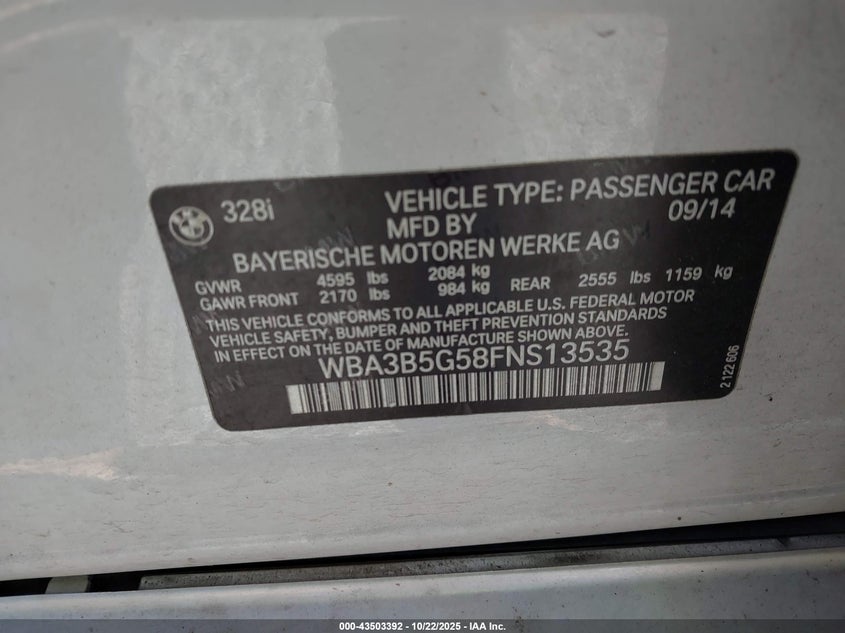 328i
VEHICLE TYPE: PASSENGER CAR
MFD BY 09/14
BAYERISCHE MOTOREN WERKE AG
GVWR 4595 lbs 2084 kg
GAWR FRONT 2170 lbs 984 kg REAR 2555 lbs 1159 kg
THIS VEHICLE CONFORMS TO ALL APPLICABLE U.S. FEDERAL MOTOR
VEHICLE SAFETY, BUMPER AND THEFT PREVENTION STANDARDS
IN EFFECT ON THE DATE OF MANUFACTURE SHOWN ABOVE.
WBA3B5G58FNS13535
2 122 606
000-43503392 - 10/22/2025 - IAA Inc.